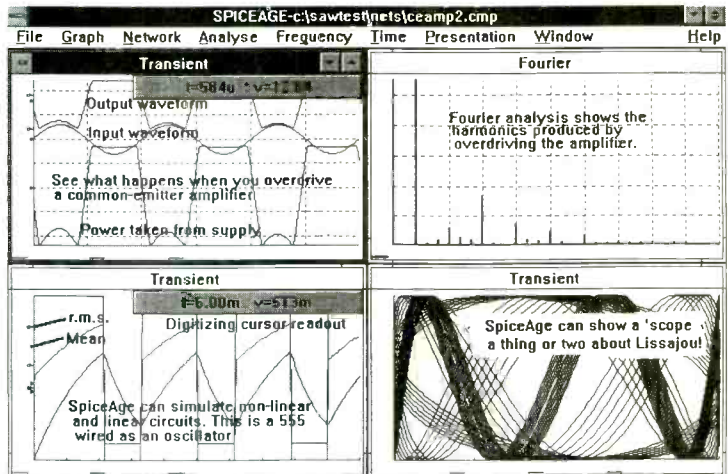 SPICEAGE-c:\sawtest\nets\ceamp2.cmp
File Graph Network Analyse Frequency Time Presentation Window Help
Transient
Output waveform
Input waveform
See what happens when you overdrive
a common-emitter amplifier
Power taken from supply
Fourier
Fourier analysis shows the
harmonics produced by
overdriving the amplifier.
Transient
t=6.00m v=513m
r.m.s.
Digitizing cursor readout
Mean
SpiceAge can simulate non-linear
and linear circuits. This is a 555
wired as an oscillator
Transient
SpiceAge can show a 'scope
a thing or two about Lissajou!